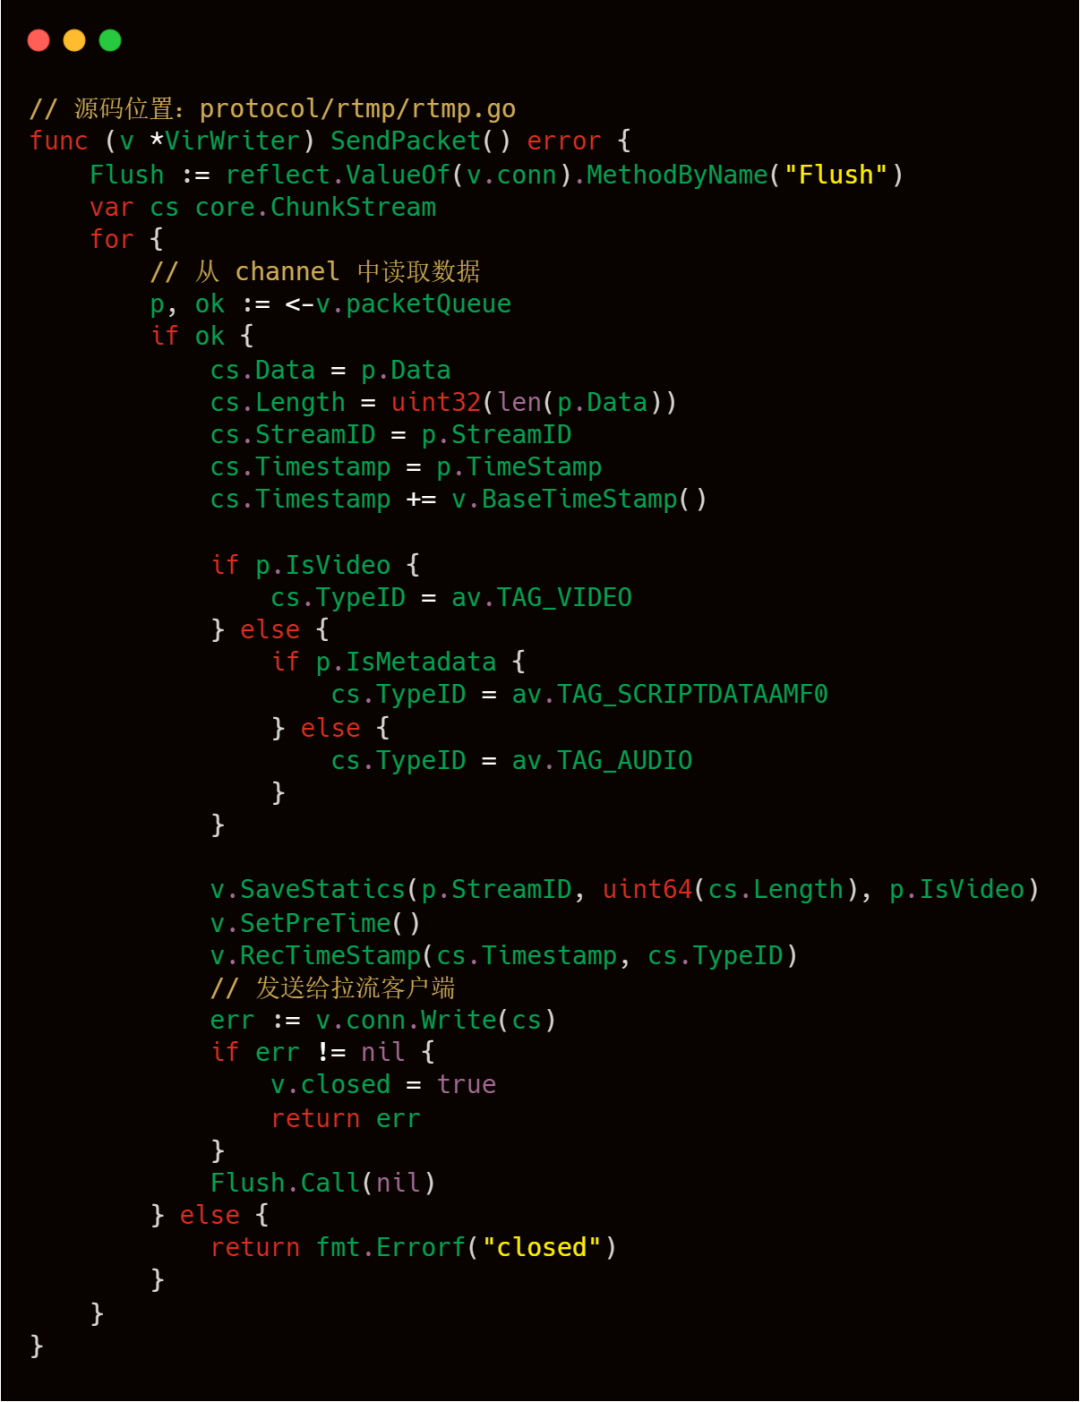 // 源码位置：protocol/rtmp/rtmp.go
func (v *VirWriter) SendPacket() error {
    Flush := reflect.ValueOf(v.conn).MethodByName("Flush")
    var cs core.ChunkStream
    for {
        // 从 channel 中读取数据
        p, ok := <-v.packetQueue
        if ok {
            cs.Data = p.Data
            cs.Length = uint32(len(p.Data))
            cs.StreamID = p.StreamID
            cs.Timestamp = p.TimeStamp
            cs.Timestamp += v.BaseTimeStamp()

            if p.IsVideo {
                cs.TypeID = av.TAG_VIDEO
            } else {
                if p.IsMetadata {
                    cs.TypeID = av.TAG_SCRIPTDATAAMF0
                } else {
                    cs.TypeID = av.TAG_AUDIO
                }
            }

            v.SaveStatics(p.StreamID, uint64(cs.Length), p.IsVideo)
            v.SetPreTime()
            v.RecTimeStamp(cs.Timestamp, cs.TypeID)
            // 发送给拉流客户端
            err := v.conn.Write(cs)
            if err != nil {
                v.closed = true
                return err
            }
            Flush.Call(nil)
        } else {
            return fmt.Errorf("closed")
        }
    }
}